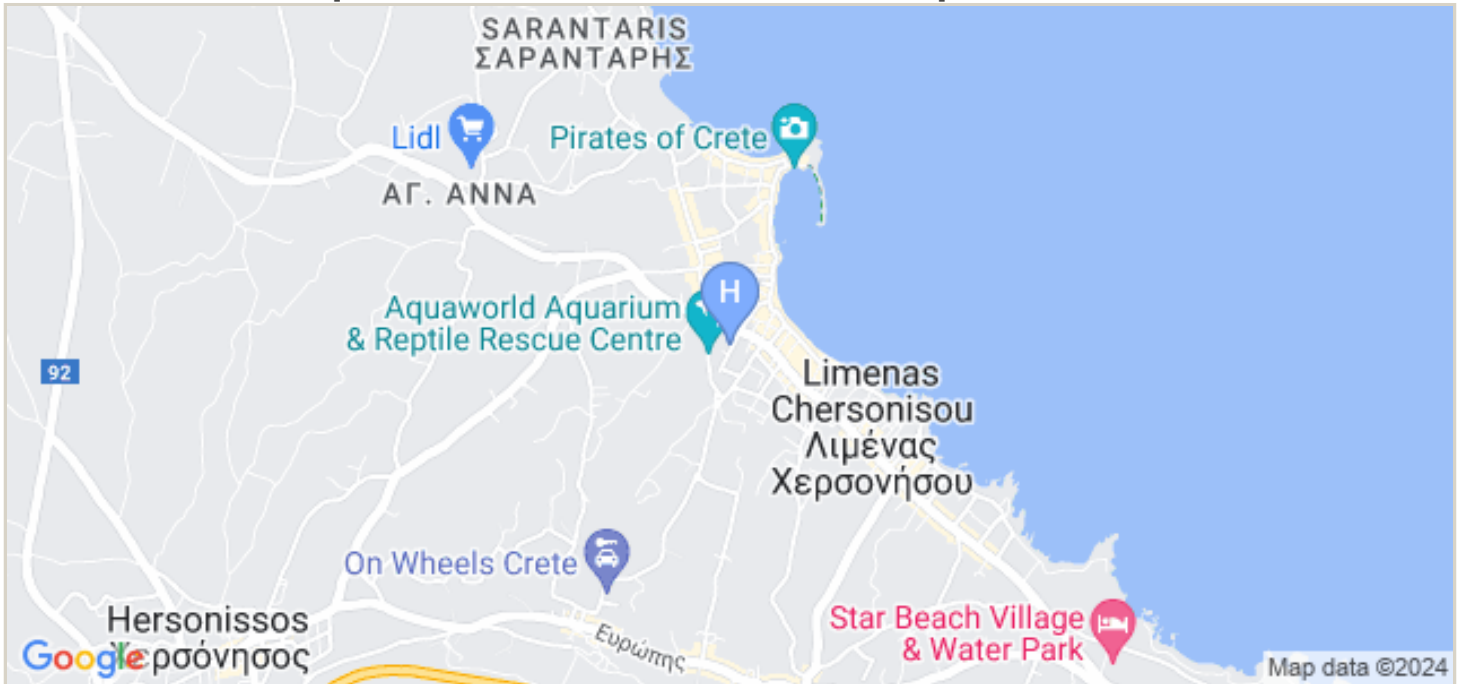 SARANTARIS
ΣΑΡΑΝΤΑΡΗΣ
Lidl
Pirates of Crete
ΑΓ. ΑΝΝΑ
H
Aquaworld Aquarium
& Reptile Rescue Centre
92
Limenas
Chersonisou
Λιμένας
Χερσονήσου
On Wheels Crete
Hersonissos
Χερσόνησος
Ευρώπης
Star Beach Village
& Water Park
Google
Map data ©2024